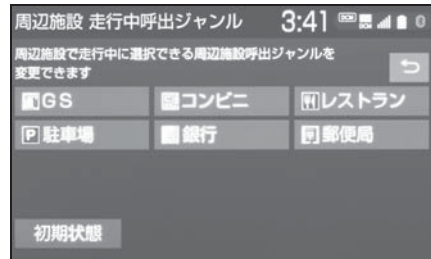 周辺施設 走行中呼出ジャンル 3:41
周辺施設で走行中に選択できる周辺施設呼出ジャンルを
変更できます
GS コンビニ レストラン
P 駐車場 銀行 郵便局
初期状態